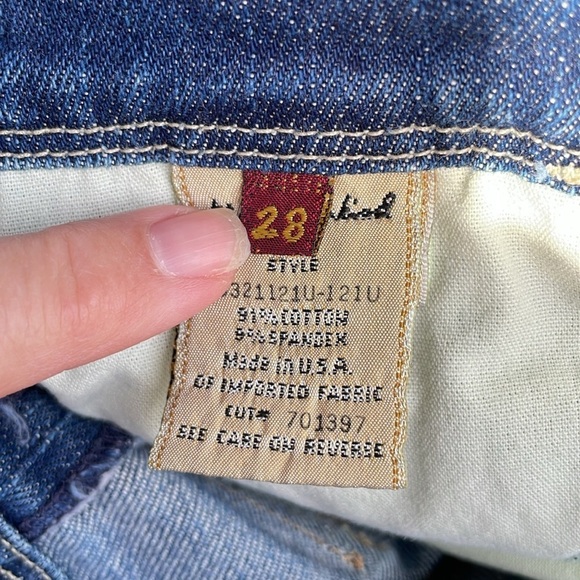 28
STYLE
321121U-121U
91% COTTON
9% SPANDEX
Made in U.S.A.
OF IMPORTED FABRIC
CUT# 701397
SEE CARE ON REVERSE